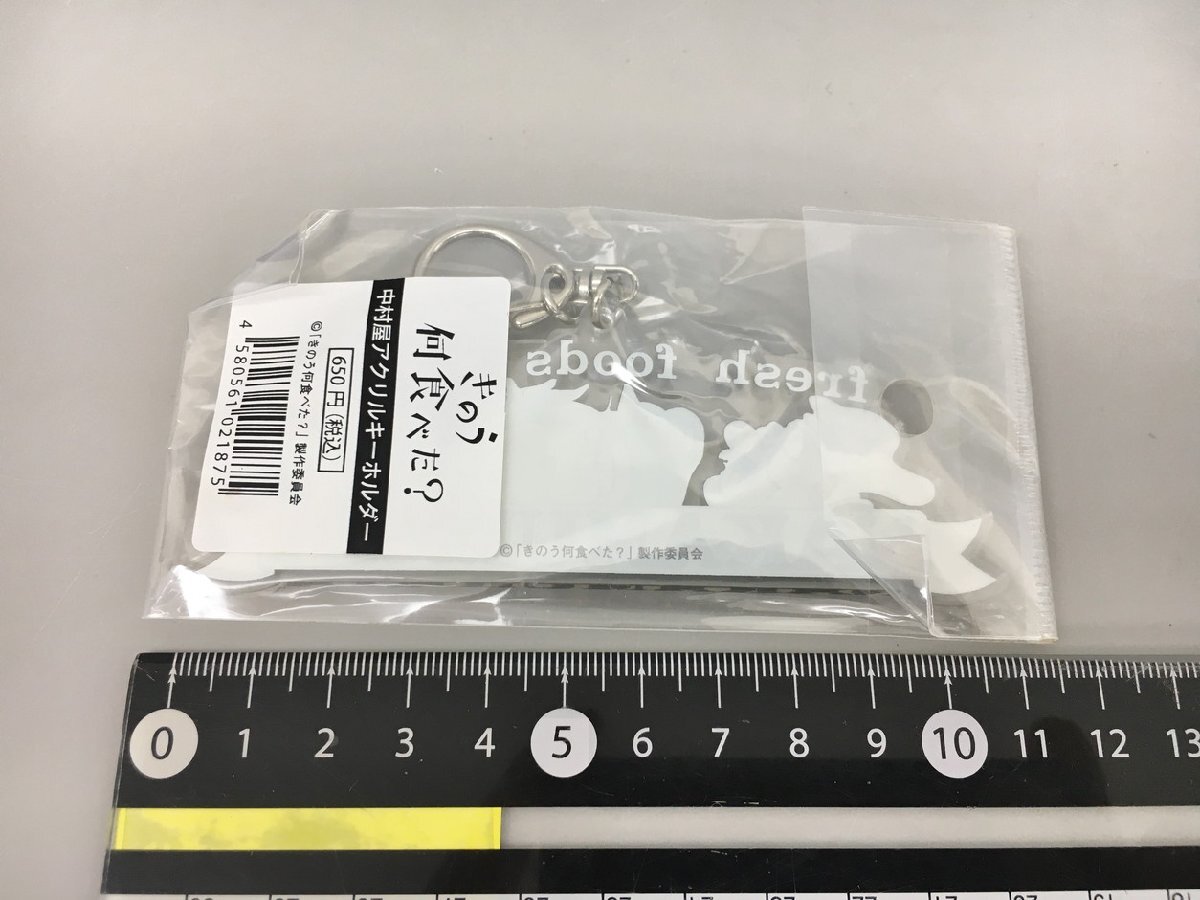 きのう
何食べた?
中村屋アクリルキーホルダー
650円(税込)
©「きのう何食べた?」製作委員会
4 580561 021875
fresh foods
©「きのう何食べた?」製作委員会
0 1 2 3 4 5 6 7 8 9 10 11 12 13